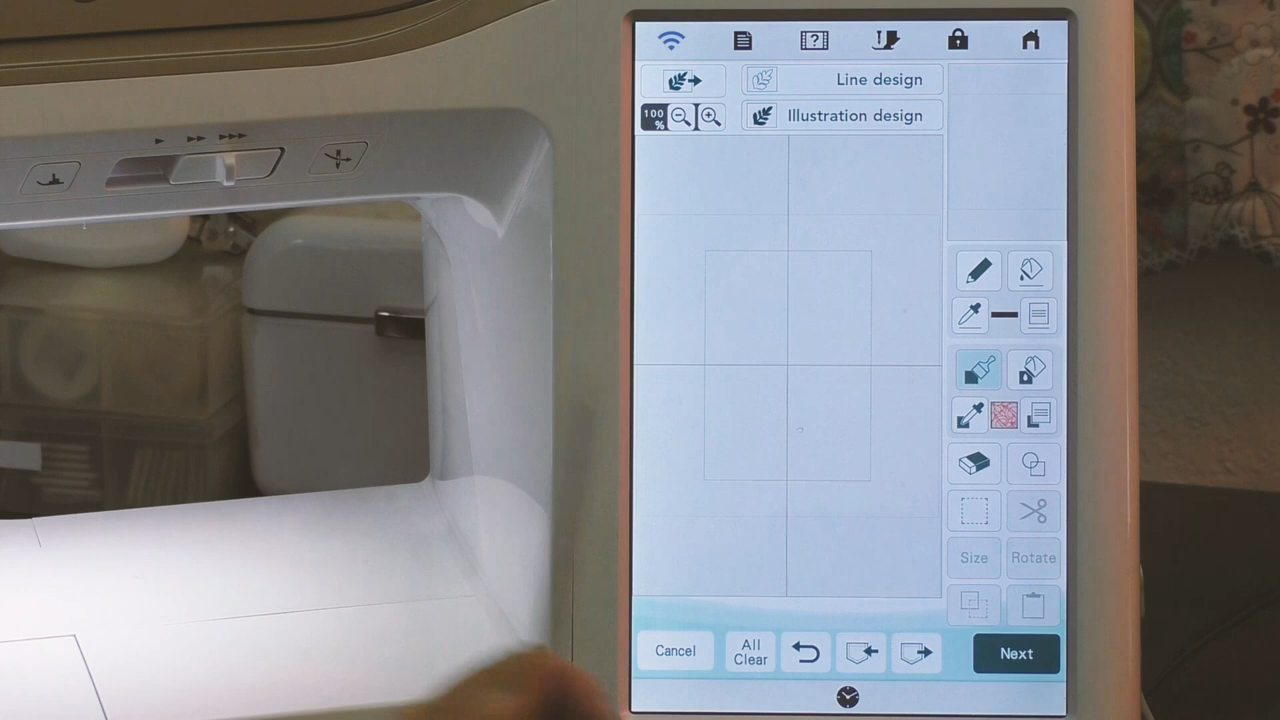 Line design
100
%
Illustration design
Size
Rotate
Cancel
All
Clear
Next